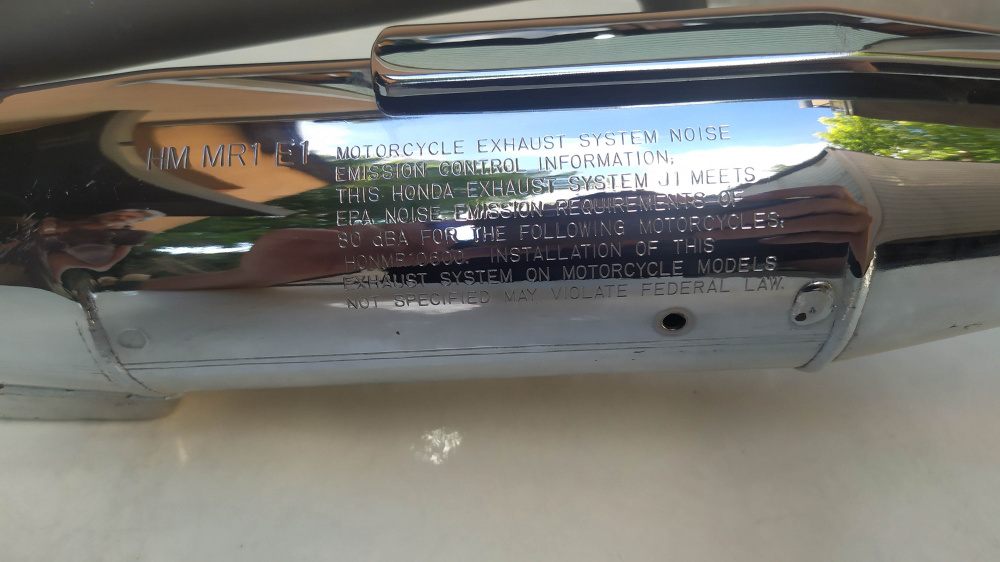 HM MR1 E1
MOTORCYCLE EXHAUST SYSTEM NOISE
EMISSION CONTROL INFORMATION;
THIS HONDA EXHAUST SYSTEM J1 MEETS
EPA NOISE EMISSION REQUIREMENTS OF
80 dBA FOR THE FOLLOWING MOTORCYCLES:
INSTALLATION OF THIS
EXHAUST SYSTEM ON MOTORCYCLE MODELS
NOT SPECIFIED MAY VIOLATE FEDERAL LAW.